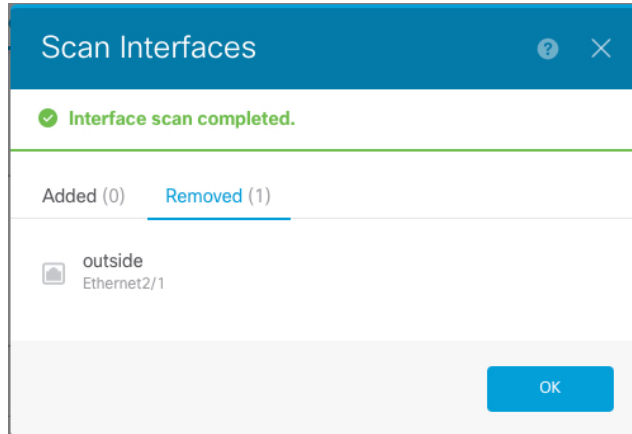 Scan Interfaces
Interface scan completed.
Added (0) Removed (1)
outside
Ethernet2/1
OK